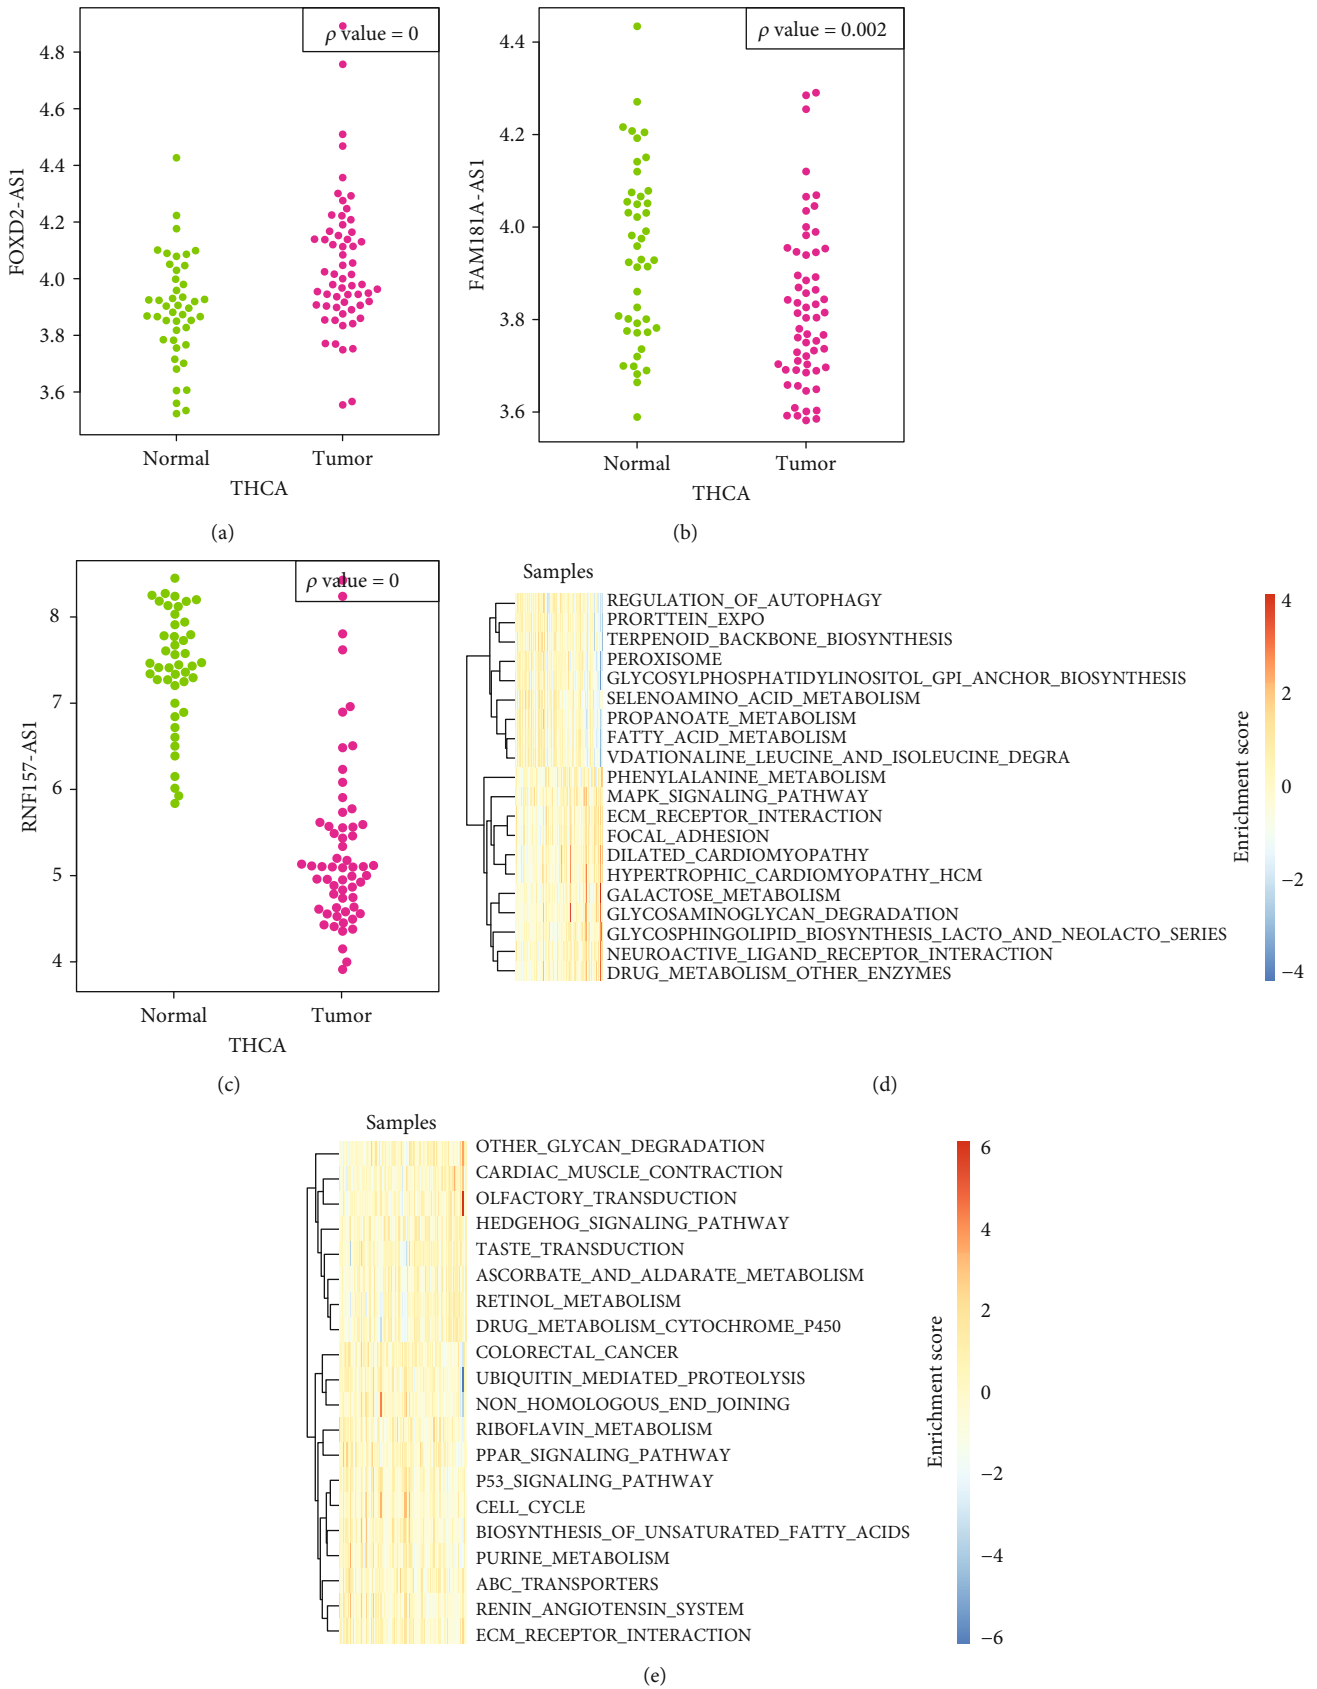 ρ value = 0
4.8
4.6
4.4
4.2
4.0
3.8
3.6
FOXD2-AS1
Normal
Tumor
THCA
(a)
ρ value = 0.002
4.4
4.2
4.0
3.8
3.6
FAM181A-AS1
Normal
Tumor
THCA
(b)
ρ value = 0
8
7
6
5
4
RNF157-AS1
Normal
Tumor
THCA
(c)
Samples
REGULATION_OF_AUTOPHAGY
PRORTTEIN_EXPO
TERPENOID_BACKBONE_BIOSYNTHESIS
PEROXISOME
GLYCOSYLPHOSPHATIDYLINOSITOL_GPI_ANCHOR_BIOSYNTHESIS
SELENOAMINO_ACID_METABOLISM
PROPANOATE_METABOLISM
FATTY_ACID_METABOLISM
VDATIONALINE_LEUCINE_AND_ISOLEUCINE_DEGRA
PHENYLALANINE_METABOLISM
MAPK_SIGNALING_PATHWAY
ECM_RECEPTOR_INTERACTION
FOCAL_ADHESION
DILATED_CARDIOMYOPATHY
HYPERTROPHIC_CARDIOMYOPATHY_HCM
GALACTOSE_METABOLISM
GLYCOSAMINOGLYCAN_DEGRADATION
GLYCOSPHINGOLIPID_BIOSYNTHESIS_LACTO_AND_NEOLACTO_SERIES
NEUROACTIVE_LIGAND_RECEPTOR_INTERACTION
DRUG_METABOLISM_OTHER_ENZYMES
Enrichment score
4
2
0
−2
−4
(d)
Samples
OTHER_GLYCAN_DEGRADATION
CARDIAC_MUSCLE_CONTRACTION
OLFACTORY_TRANSDUCTION
HEDGEHOG_SIGNALING_PATHWAY
TASTE_TRANSDUCTION
ASCORBATE_AND_ALDARATE_METABOLISM
RETINOL_METABOLISM
DRUG_METABOLISM_CYTOCHROME_P450
COLORECTAL_CANCER
UBIQUITIN_MEDIATED_PROTEOLYSIS
NON_HOMOLOGOUS_END_JOINING
RIBOFLAVIN_METABOLISM
PPAR_SIGNALING_PATHWAY
P53_SIGNALING_PATHWAY
CELL_CYCLE
BIOSYNTHESIS_OF_UNSATURATED_FATTY_ACIDS
PURINE_METABOLISM
ABC_TRANSPORTERS
RENIN_ANGIOTENSIN_SYSTEM
ECM_RECEPTOR_INTERACTION
Enrichment score
6
4
2
0
−2
−4
−6
(e)